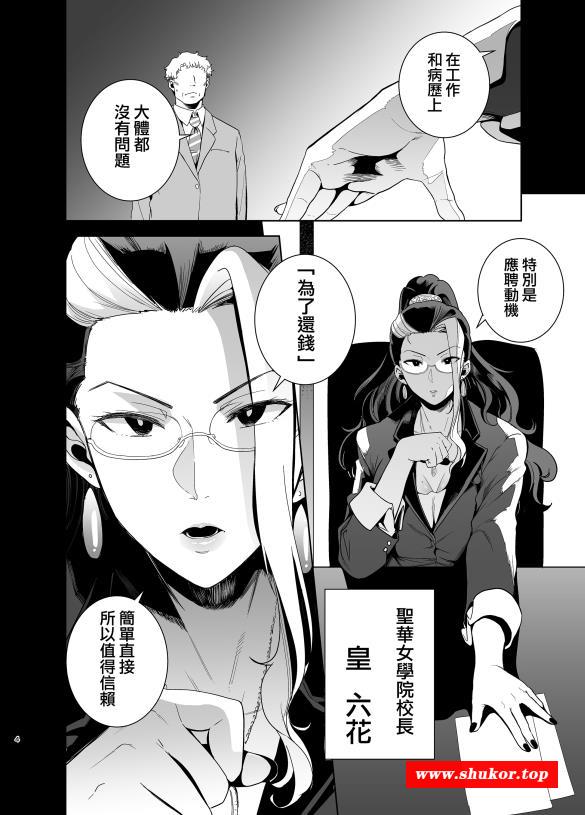 在工作
和病歷上
大體都
沒有問題
特別是
應聘動機
「為了還錢」
簡單直接
所以值得信賴
聖華女學院校長
皇 六花
4
www.shukor.top